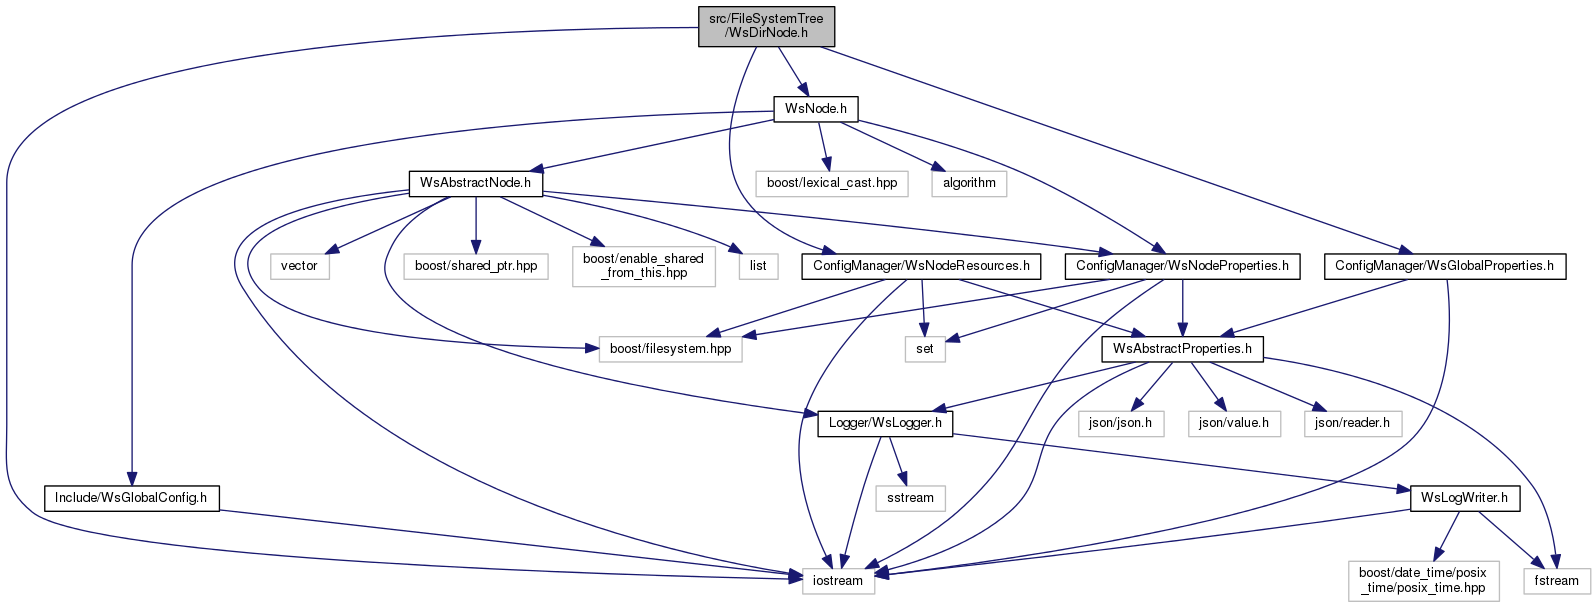 src/FileSystemTree
/WsDirNode.h
WsNode.h
WsAbstractNode.h
boost/lexical_cast.hpp
algorithm
vector
boost/shared_ptr.hpp
boost/enable_shared
_from_this.hpp
list
ConfigManager/WsNodeResources.h
ConfigManager/WsNodeProperties.h
ConfigManager/WsGlobalProperties.h
boost/filesystem.hpp
set
WsAbstractProperties.h
Logger/WsLogger.h
json/json.h
json/value.h
json/reader.h
Include/WsGlobalConfig.h
sstream
WsLogWriter.h
iostream
boost/date_time/posix
_time/posix_time.hpp
fstream